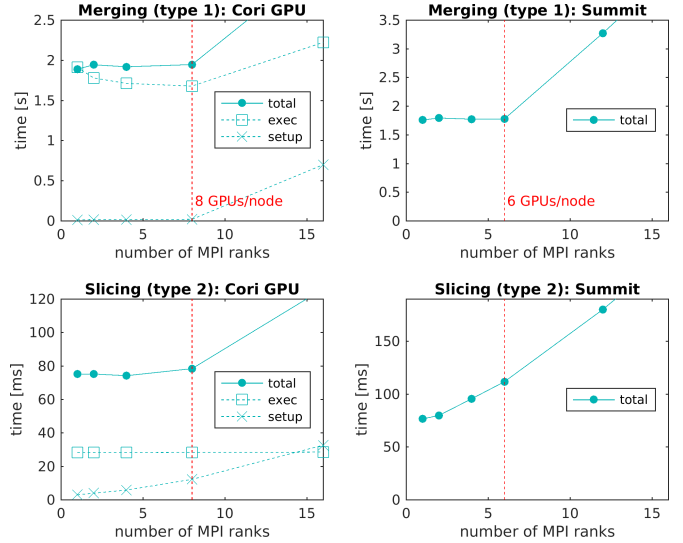 Merging (type 1): Cori GPU
2.5
2
1.5
1
0.5
0
time [s]
total
exec
setup
8 GPUs/node
0 5 10 15
number of MPI ranks
Merging (type 1): Summit
3.5
3
2.5
2
1.5
1
0.5
0
time [s]
total
6 GPUs/node
0 5 10 15
number of MPI ranks
Slicing (type 2): Cori GPU
120
100
80
60
40
20
0
time [ms]
total
exec
setup
0 5 10 15
number of MPI ranks
Slicing (type 2): Summit
150
100
50
0
time [ms]
total
0 5 10 15
number of MPI ranks